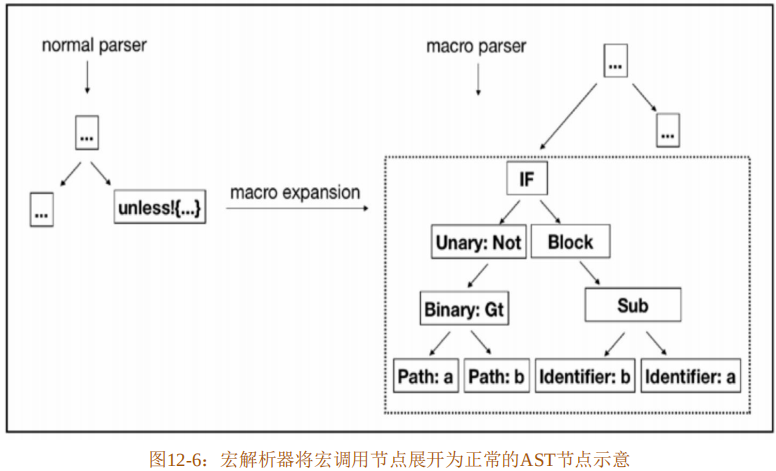 normal parser
...
...
unless!{...}
macro expansion
macro parser
...
...
IF
Unary: Not
Block
Binary: Gt
Sub
Path: a
Path: b
Identifier: b
Identifier: a
图12-6：宏解析器将宏调用节点展开为正常的AST节点示意